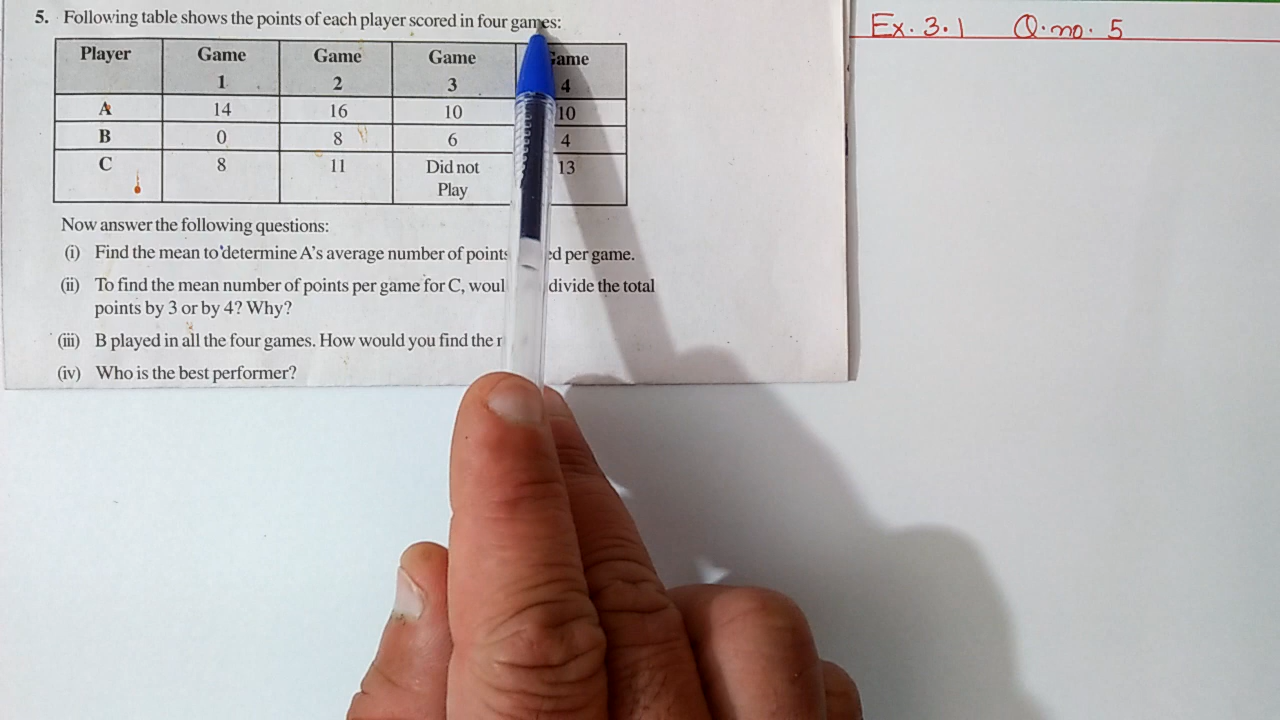 5. Following table shows the points of each player scored in four games:
Player Game 1 Game 2 Game 3 Game 4
A 14 16 10 10
B 0 8 6 4
C 8 11 Did not Play 13
Now answer the following questions:
(i) Find the mean to determine A's average number of points per game.
(ii) To find the mean number of points per game for C, divide the total
points by 3 or by 4? Why?
(iii) B played in all the four games. How would you find the
(iv) Who is the best performer?
Ex. 3.1 Q.no. 5